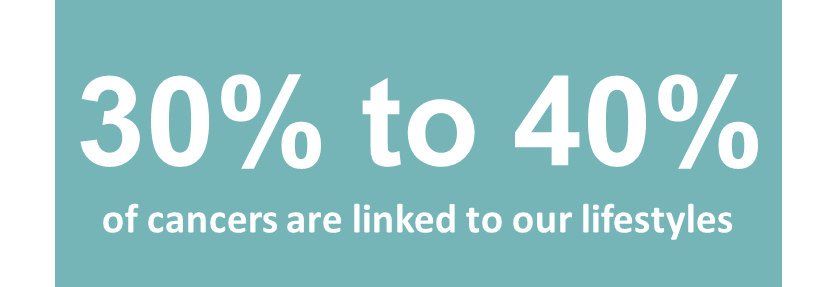 30% to 40%
of cancers are linked to our lifestyles